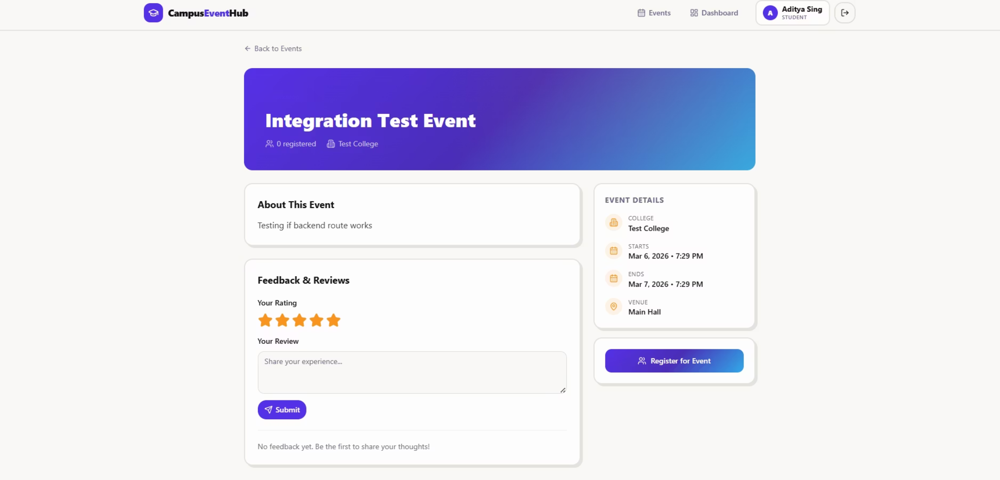 CampusEventHub
Events
Dashboard
A
Aditya Sing
STUDENT
Back to Events
Integration Test Event
0 registered
Test College
About This Event
Testing if backend route works
Feedback & Reviews
Your Rating
Your Review
Share your experience...
Submit
No feedback yet. Be the first to share your thoughts!
EVENT DETAILS
COLLEGE
Test College
STARTS
Mar 6, 2026 • 7:29 PM
ENDS
Mar 7, 2026 • 7:29 PM
VENUE
Main Hall
Register for Event